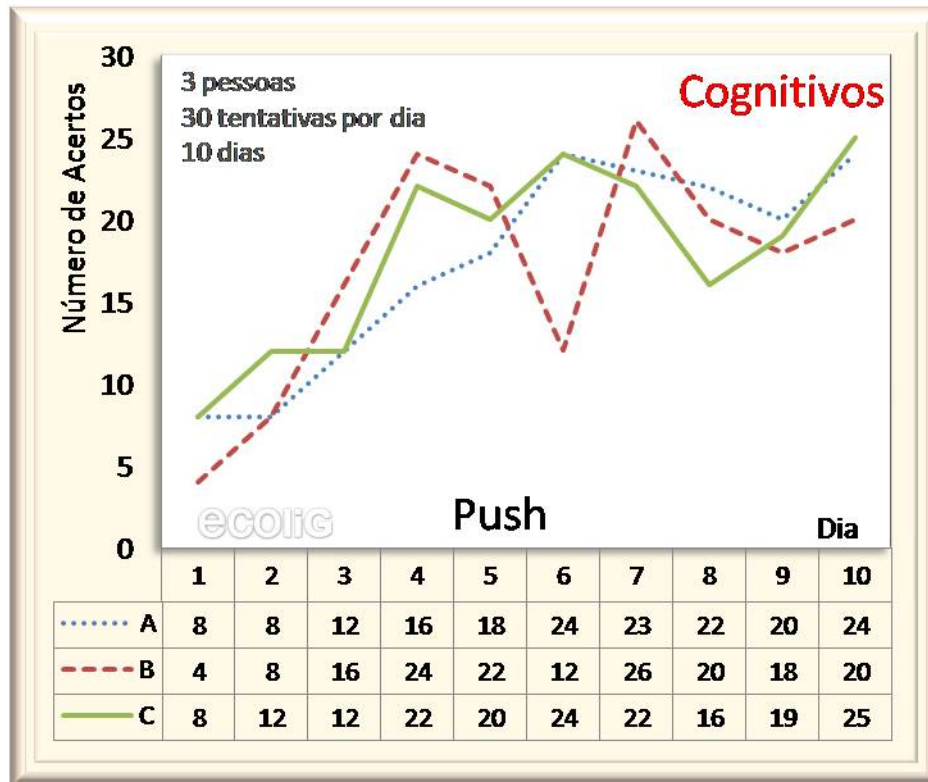 30
3 pessoas
Cognitivos
30 tentativas por dia
25
10 dias
Número de Acertos
20
15
10
5
ecoliG
Push
Dia
0
1 2 3 4 5 6 7 8 9 10
A 8 8 12 16 18 24 23 22 20 24
B 4 8 16 24 22 12 26 20 18 20
C 8 12 12 22 20 24 22 16 19 25